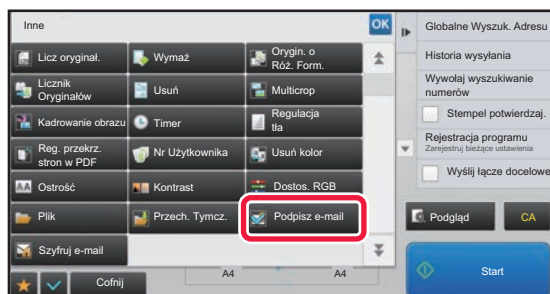 Inne
OK
Licz oryginał.
Wymaż
Orygin. o
Róż. Form.
Licznik
Oryginałów
Usuń
Multicrop
Kadrowanie obrazu
Timer
Regulacja
tła
Reg. przekrz.
stron w PDF
Nr Użytkownika
Usuń kolor
AA Ostrość
Kontrast
Dostos. RGB
Plik
Przech. Tymcz.
Podpisz e-mail
Szyfruj e-mail
Cofnij
A4
A4
Globalne Wyszuk. Adresu
Historia wysyłania
Wywołaj wyszukiwanie
numerów
Stempel potwierdzaj.
Rejestracja programu
Zarejestruj bieżące ustawienia
Wyślij łącze docelowe
Podgląd
CA
Start